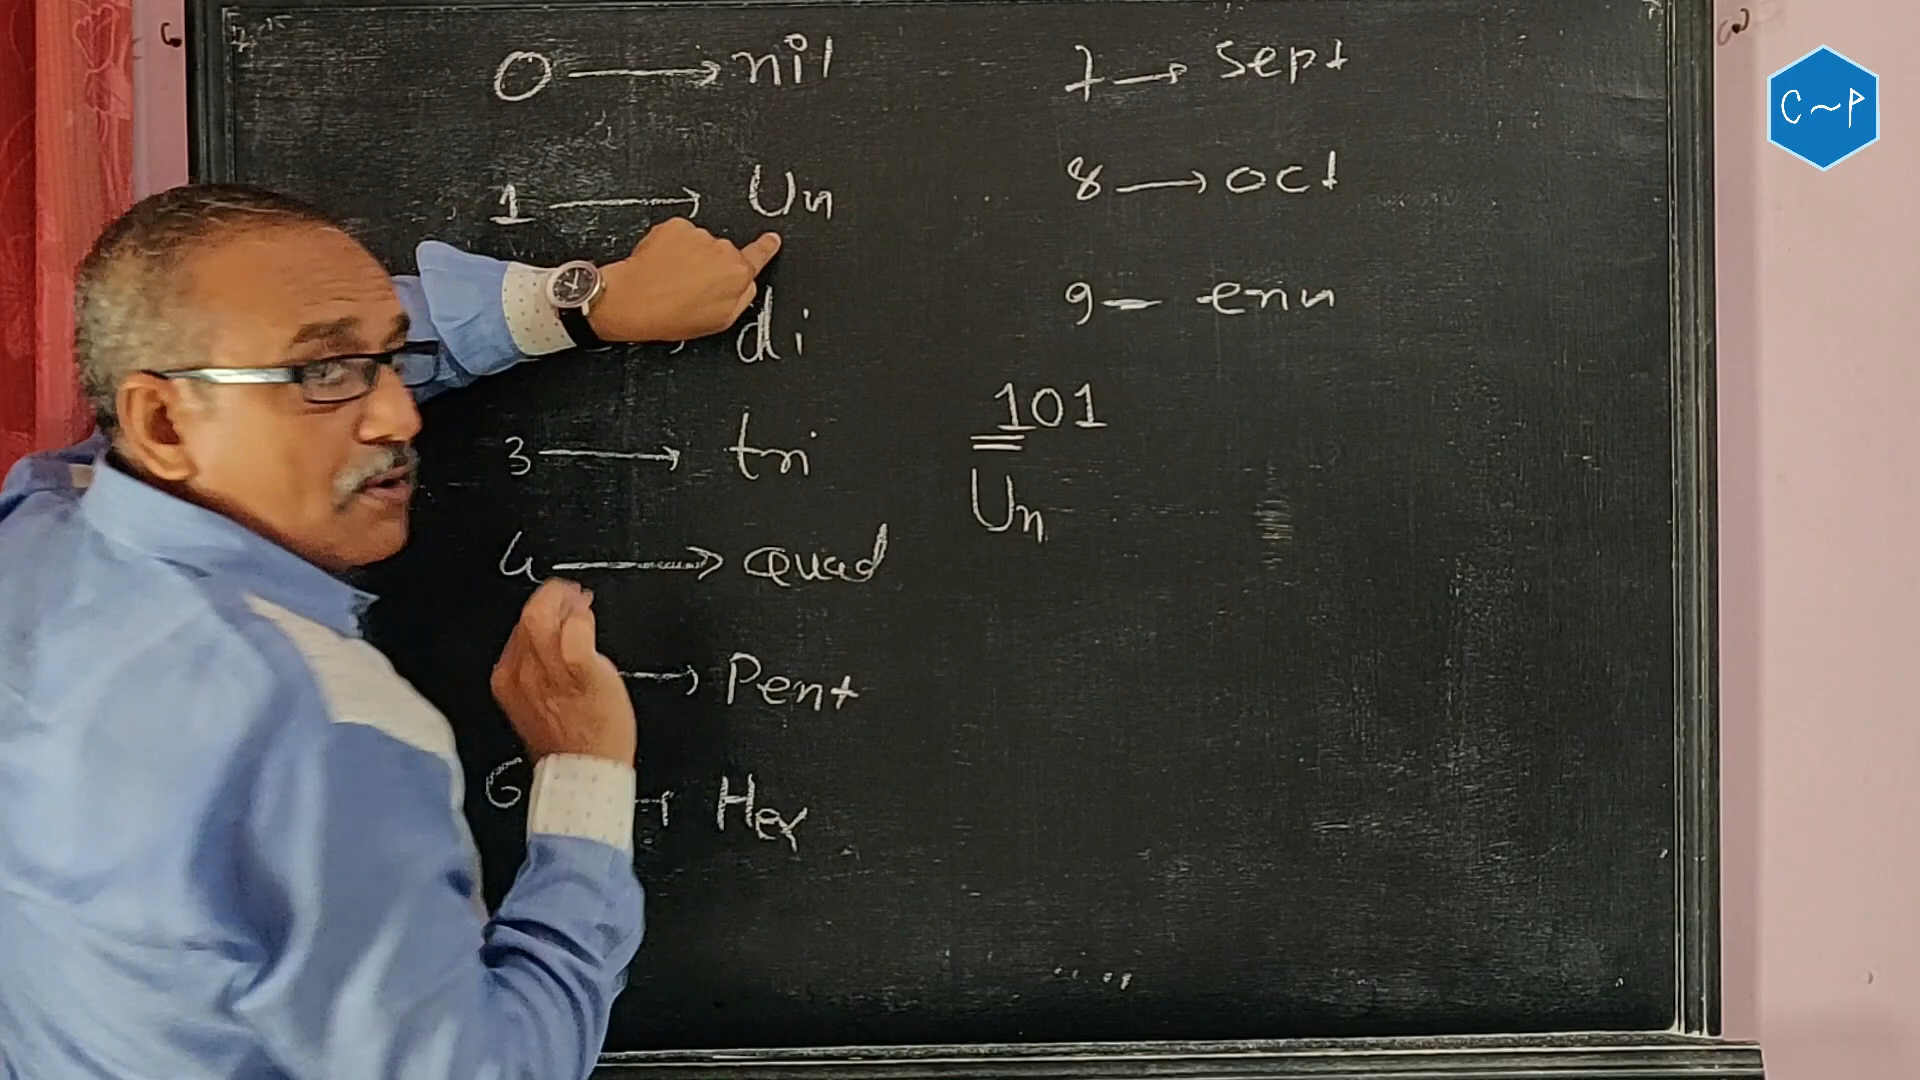 0 → nil
1 → Un
di
3 → tri
4 → quad
→ Pent
6 → Hex
7 → Sept
8 → oct
9 – enn
101
Un
C~P